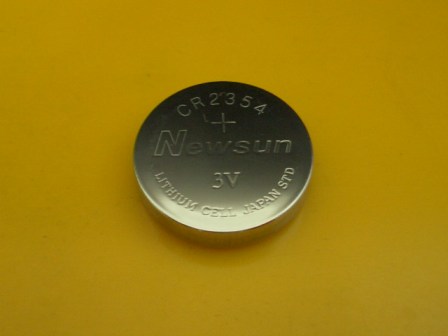 CR2354
+
Newsun
3V
LITHIUM CELL JAPAN STD